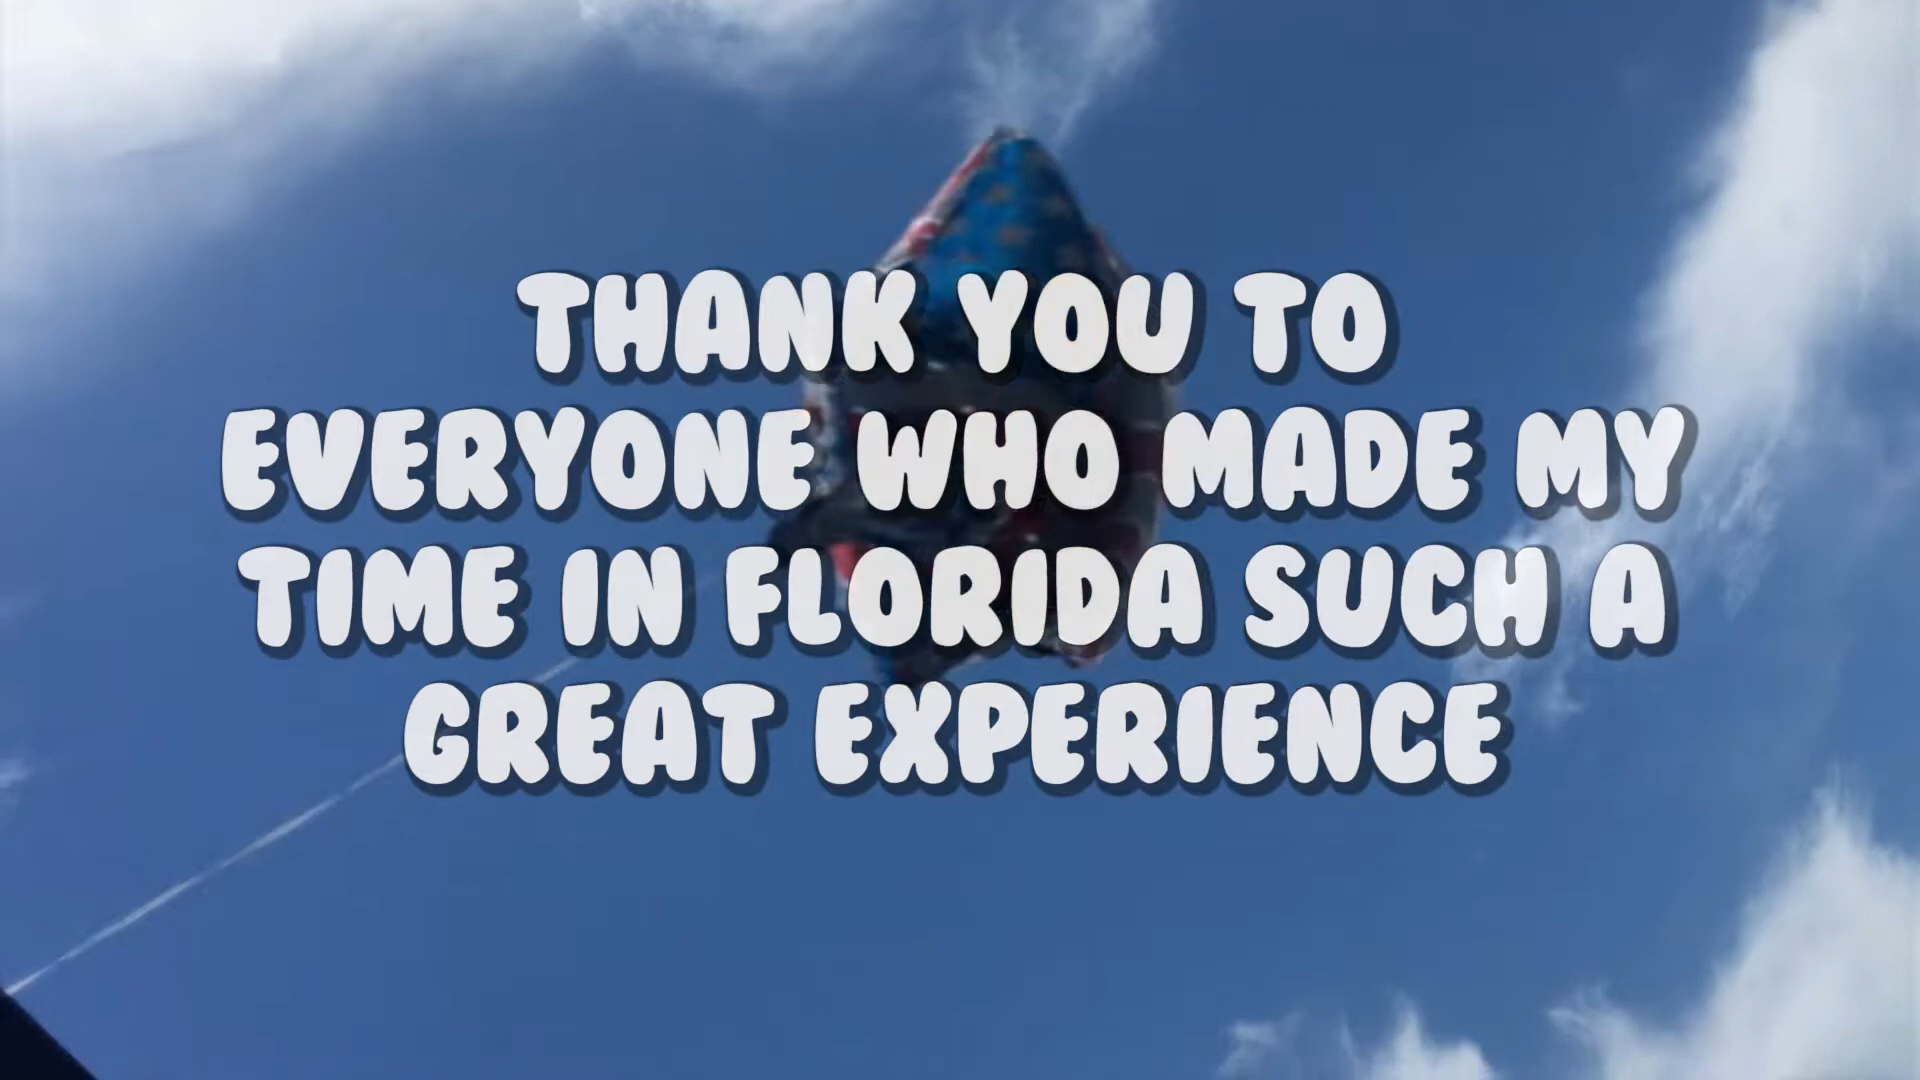 THANK YOU TO
EVERYONE WHO MADE MY
TIME IN FLORIDA SUCH A
GREAT EXPERIENCE